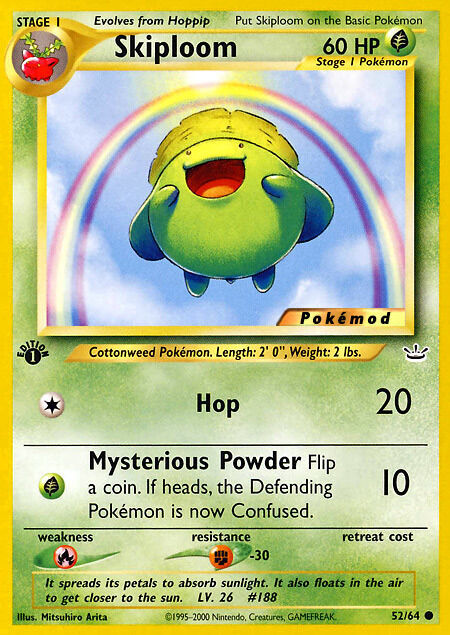 STAGE 1 Evolves from Hoppip Put Skiploom on the Basic Pokémon
Skiploom 60 HP
Stage 1 Pokémon
Pokémod
EDITION
1
Cottonweed Pokémon. Length: 2' 0", Weight: 2 lbs.
Hop 20
Mysterious Powder Flip
a coin. If heads, the Defending
Pokémon is now Confused.
10
weakness resistance retreat cost
-30
It spreads its petals to absorb sunlight. It also floats in the air
to get closer to the sun. LV. 26 #188
Illus. Mitsuhiro Arita ©1995–2000 Nintendo, Creatures, GAMEFREAK. 52/64 ●